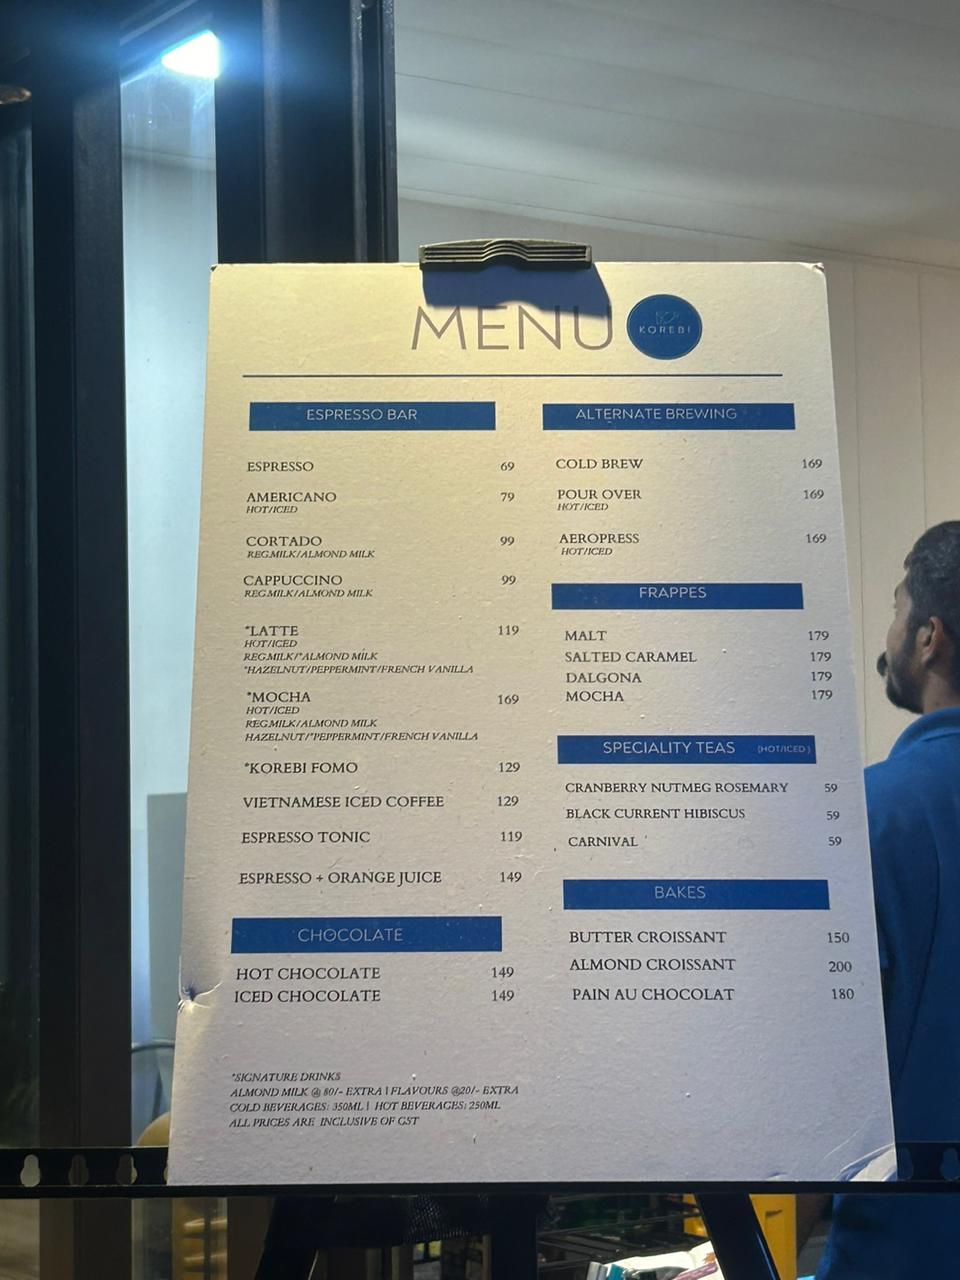 MENU
KOREBI
ESPRESSO BAR
ESPRESSO 69
AMERICANO 79
HOT/ICED
CORTADO 99
REG.MILK/ALMOND MILK
CAPPUCCINO 99
REG.MILK/ALMOND MILK
*LATTE 119
HOT/ICED
REG.MILK/*ALMOND MILK
*HAZELNUT/PEPPERMINT/FRENCH VANILLA
*MOCHA 169
HOT/ICED
REG.MILK/ALMOND MILK
HAZELNUT/*PEPPERMINT/FRENCH VANILLA
*KOREBI FOMO 129
VIETNAMESE ICED COFFEE 129
ESPRESSO TONIC 119
ESPRESSO + ORANGE JUICE 149
CHOCOLATE
HOT CHOCOLATE 149
ICED CHOCOLATE 149
ALTERNATE BREWING
COLD BREW 169
POUR OVER 169
HOT/ICED
AEROPRESS 169
HOT/ICED
FRAPPES
MALT 179
SALTED CARAMEL 179
DALGONA 179
MOCHA 179
SPECIALITY TEAS (HOT/ICED)
CRANBERRY NUTMEG ROSEMARY 59
BLACK CURRENT HIBISCUS 59
CARNIVAL 59
BAKES
BUTTER CROISSANT 150
ALMOND CROISSANT 200
PAIN AU CHOCOLAT 180
*SIGNATURE DRINKS
ALMOND MILK @ 80/- EXTRA | FLAVOURS @20/- EXTRA
COLD BEVERAGES: 350ML | HOT BEVERAGES: 250ML
ALL PRICES ARE INCLUSIVE OF GST